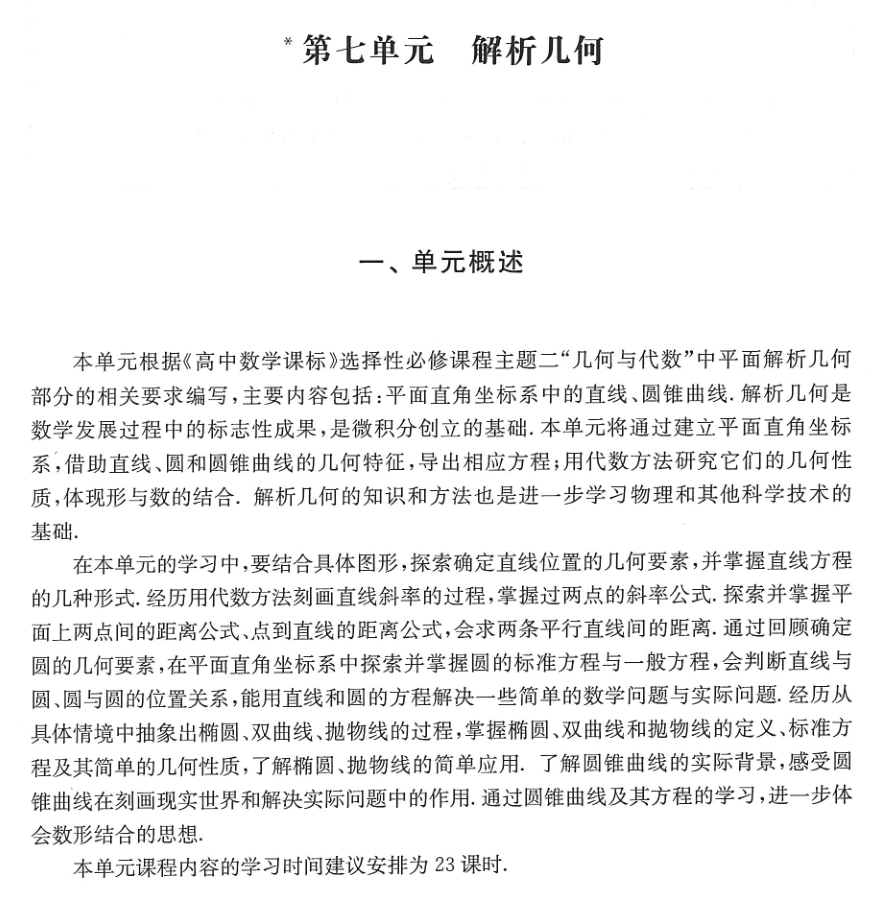 *第七单元　解析几何
一、单元概述
本单元根据《高中数学课标》选择性必修课程主题二“几何与代数”中平面解析几何
部分的相关要求编写,主要内容包括:平面直角坐标系中的直线、圆锥曲线.解析几何是
数学发展过程中的标志性成果,是微积分创立的基础.本单元将通过建立平面直角坐标
系,借助直线、圆和圆锥曲线的几何特征,导出相应方程;用代数方法研究它们的几何性
质,体现形与数的结合. 解析几何的知识和方法也是进一步学习物理和其他科学技术的
基础.
在本单元的学习中,要结合具体图形,探索确定直线位置的几何要素,并掌握直线方程
的几种形式.经历用代数方法刻画直线斜率的过程,掌握过两点的斜率公式.探索并掌握平
面上两点间的距离公式、点到直线的距离公式,会求两条平行直线间的距离.通过回顾确定
圆的几何要素,在平面直角坐标系中探索并掌握圆的标准方程与一般方程,会判断直线与
圆、圆与圆的位置关系,能用直线和圆的方程解决一些简单的数学问题与实际问题.经历从
具体情境中抽象出椭圆、双曲线、抛物线的过程,掌握椭圆、双曲线和抛物线的定义、标准方
程及其简单的几何性质,了解椭圆、抛物线的简单应用. 了解圆锥曲线的实际背景,感受圆
锥曲线在刻画现实世界和解决实际问题中的作用.通过圆锥曲线及其方程的学习,进一步体
会数形结合的思想.
本单元课程内容的学习时间建议安排为 23 课时.